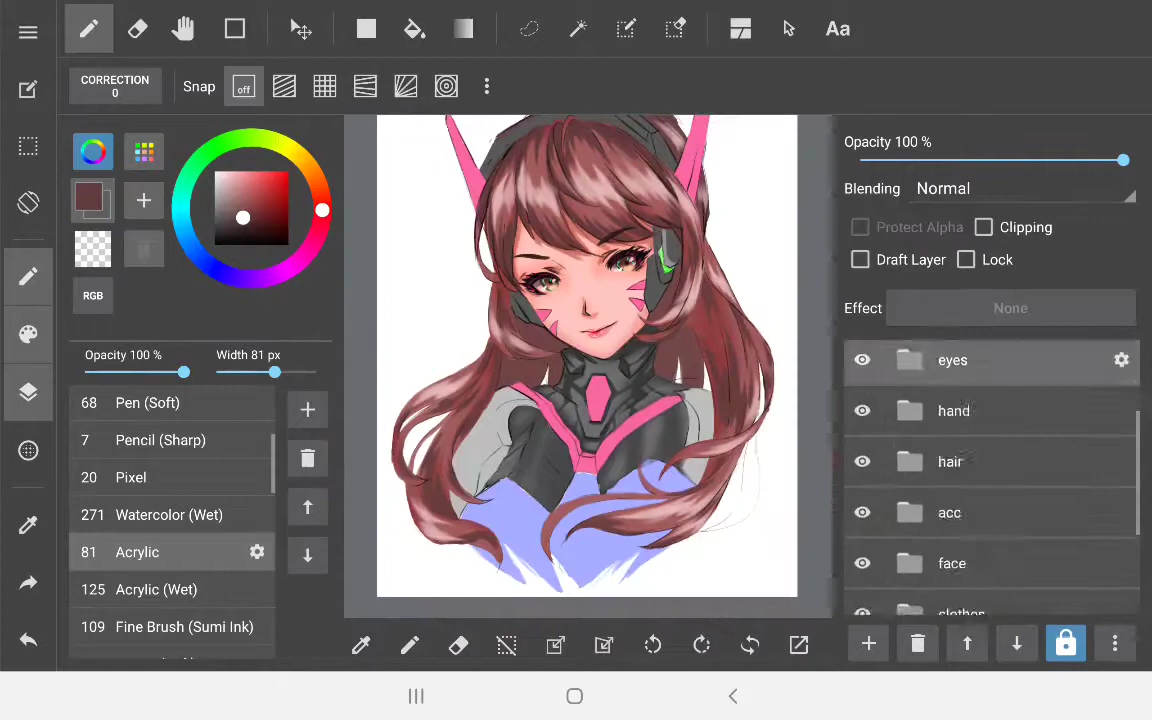 Aa
CORRECTION
0
Snap
off
RGB
Opacity 100 %
Width 81 px
68 Pen (Soft)
7 Pencil (Sharp)
20 Pixel
271 Watercolor (Wet)
81 Acrylic
125 Acrylic (Wet)
109 Fine Brush (Sumi Ink)
Opacity 100 %
Blending Normal
Protect Alpha
Clipping
Draft Layer
Lock
Effect None
eyes
hand
hair
acc
face
clothes